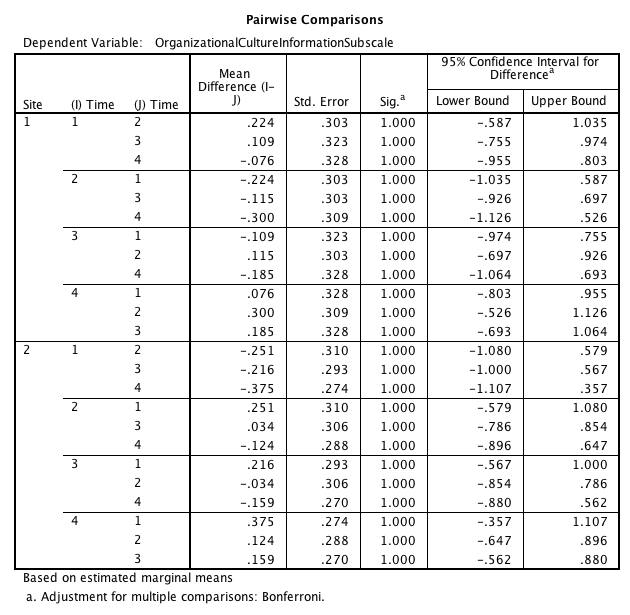 Pairwise Comparisons
Dependent Variable: OrganizationalCultureInformationSubscale
Site (I) Time (J) Time Mean Difference (I-J) Std. Error Sig.a 95% Confidence Interval for Differencea
Lower Bound Upper Bound
1 1 2 .224 .303 1.000 -.587 1.035
3 .109 .323 1.000 -.755 .974
4 -.076 .328 1.000 -.955 .803
2 1 -.224 .303 1.000 -1.035 .587
3 -.115 .303 1.000 -.926 .697
4 -.300 .309 1.000 -1.126 .526
3 1 -.109 .323 1.000 -.974 .755
2 .115 .303 1.000 -.697 .926
4 -.185 .328 1.000 -1.064 .693
4 1 .076 .328 1.000 -.803 .955
2 .300 .309 1.000 -.526 1.126
3 .185 .328 1.000 -.693 1.064
2 1 2 -.251 .310 1.000 -1.080 .579
3 -.216 .293 1.000 -1.000 .567
4 -.375 .274 1.000 -1.107 .357
2 1 .251 .310 1.000 -.579 1.080
3 .034 .306 1.000 -.786 .854
4 -.124 .288 1.000 -.896 .647
3 1 .216 .293 1.000 -.567 1.000
2 -.034 .306 1.000 -.854 .786
4 -.159 .270 1.000 -.880 .562
4 1 .375 .274 1.000 -.357 1.107
2 .124 .288 1.000 -.647 .896
3 .159 .270 1.000 -.562 .880
Based on estimated marginal means
a. Adjustment for multiple comparisons: Bonferroni.